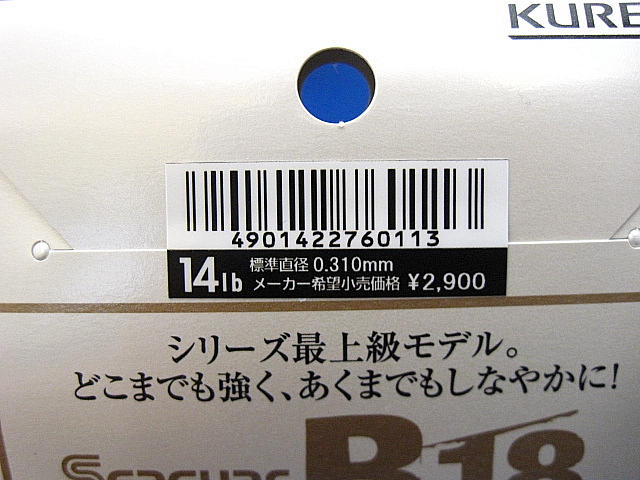 KURE
4901422760113
14lb
標準直径 0.310mm
メーカー希望小売価格 ¥2,900
シリーズ最上級モデル。
どこまでも強く、あくまでもしなやかに!
Seaguar R18